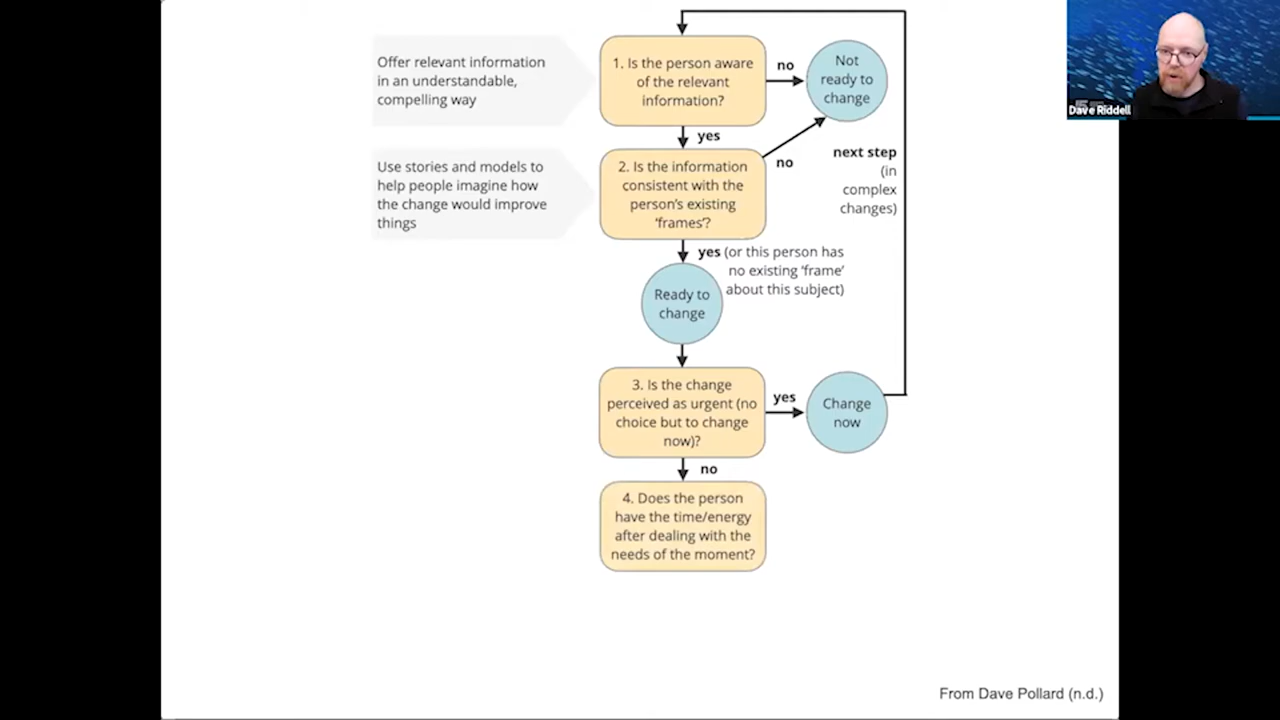 Offer relevant information
in an understandable,
compelling way
1. Is the person aware
of the relevant
information?
no
Not
ready to
change
Dave Riddell
yes
Use stories and models to
help people imagine how
the change would improve
things
2. Is the information
consistent with the
person's existing
'frames'?
no
next step
(in
complex
changes)
yes (or this person has
no existing 'frame'
about this subject)
Ready to
change
3. Is the change
perceived as urgent (no
choice but to change
now)?
yes
Change
now
no
4. Does the person
have the time/energy
after dealing with the
needs of the moment?
From Dave Pollard (n.d.)